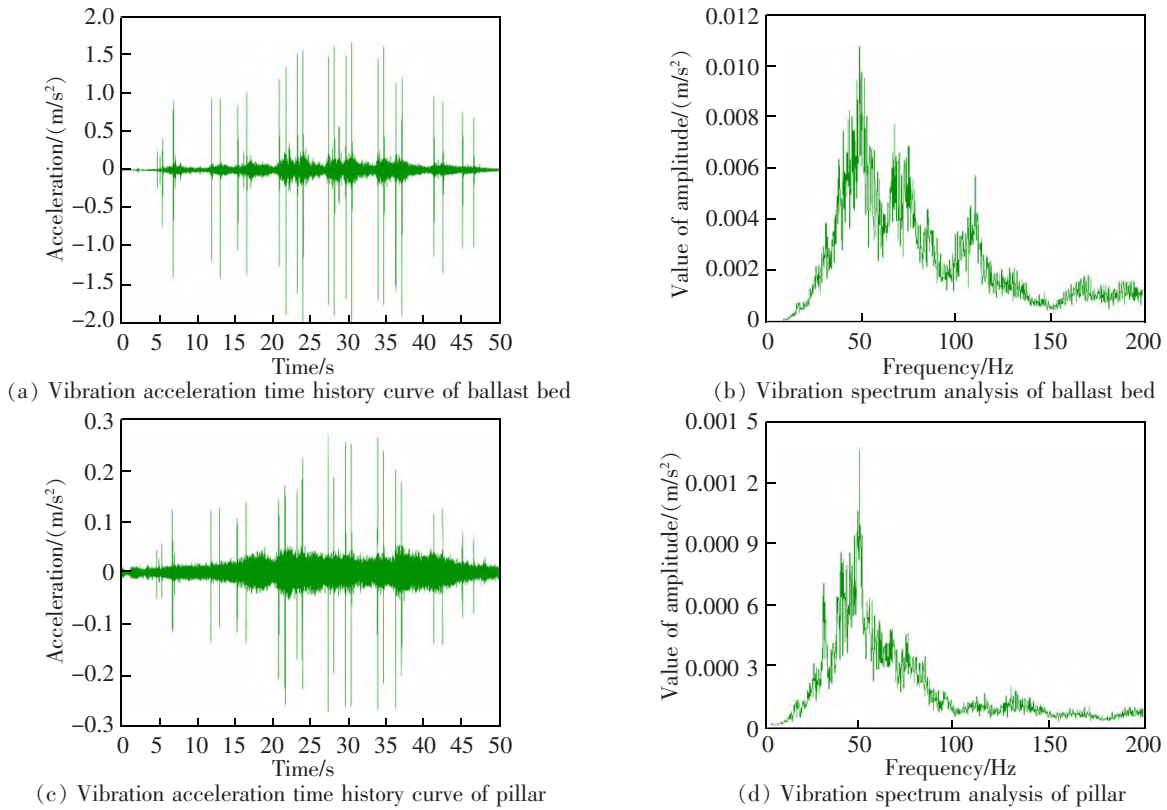 2.0
1.5
1.0
0.5
0
−0.5
−1.0
−1.5
−2.0
Acceleration/(m/s²)
0 5 10 15 20 25 30 35 40 45 50
Time/s
(a) Vibration acceleration time history curve of ballast bed
0.012
0.010
0.008
0.006
0.004
0.002
0
Value of amplitude/(m/s²)
0 50 100 150 200
Frequency/Hz
(b) Vibration spectrum analysis of ballast bed
0.3
0.2
0.1
0
−0.1
−0.2
−0.3
Acceleration/(m/s²)
0 5 10 15 20 25 30 35 40 45 50
Time/s
(c) Vibration acceleration time history curve of pillar
0.001 5
0.001 2
0.000 9
0.000 6
0.000 3
0
Value of amplitude/(m/s²)
0 50 100 150 200
Frequency/Hz
(d) Vibration spectrum analysis of pillar